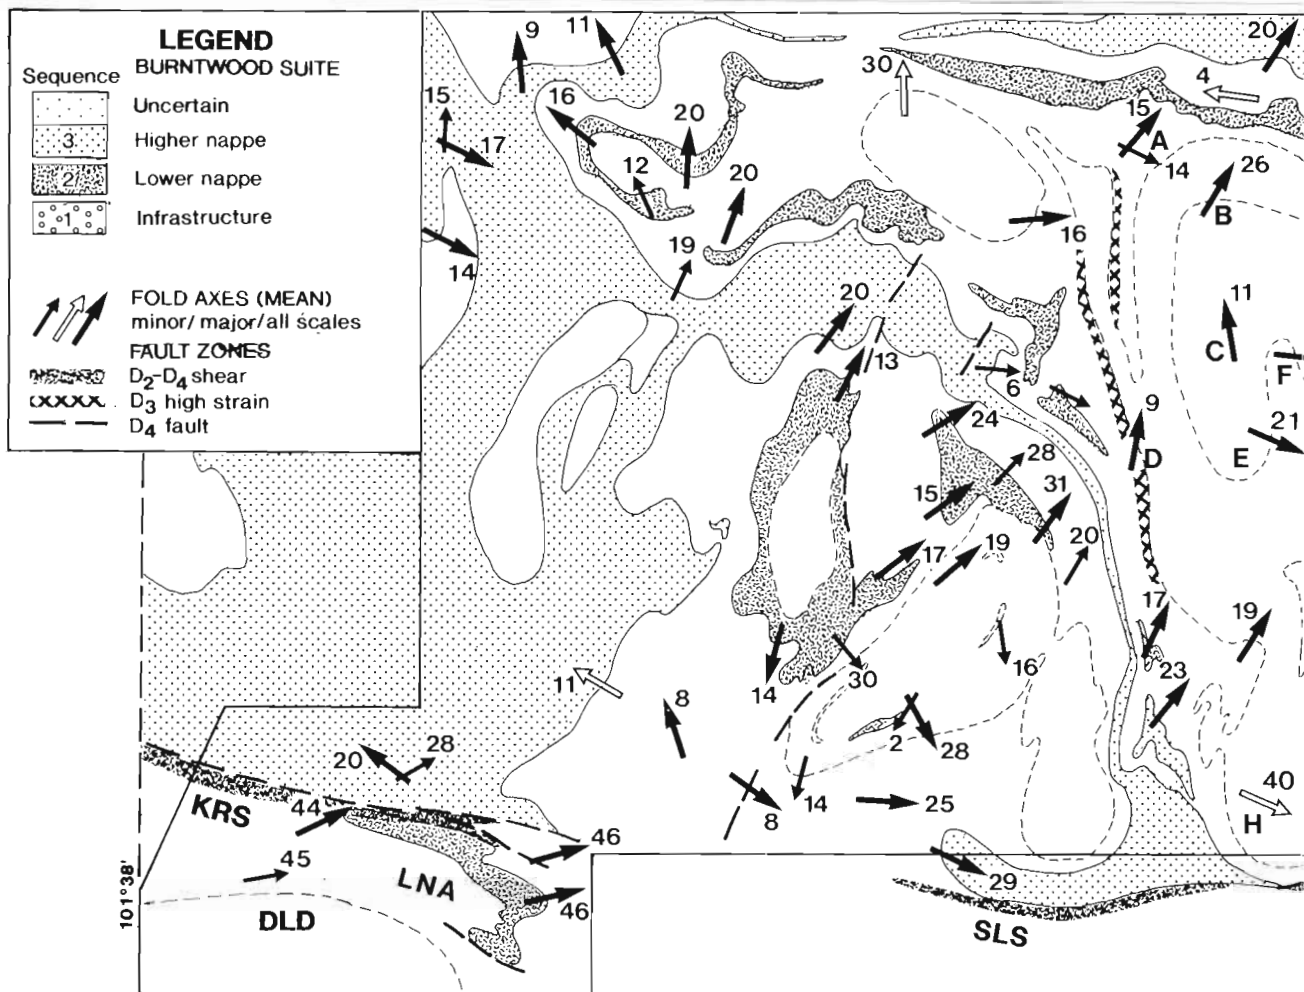 LEGEND
BURNTWOOD SUITE
Sequence
Uncertain
3 Higher nappe
2 Lower nappe
1 Infrastructure
FOLD AXES (MEAN)
minor/major/all scales
FAULT ZONES
D2-D4 shear
D3 high strain
D4 fault
9
11
20
30
4
15
16
20
15
A
17
14
26
12
20
B
16
19
14
20
11
13
C
F
6
9
24
21
28
D
E
15
31
17
19
20
17
19
16
23
14
30
11
8
28
20
2
28
40
44
14
25
8
H
KRS
46
45
LNA
29
46
DLD
SLS
101°38'